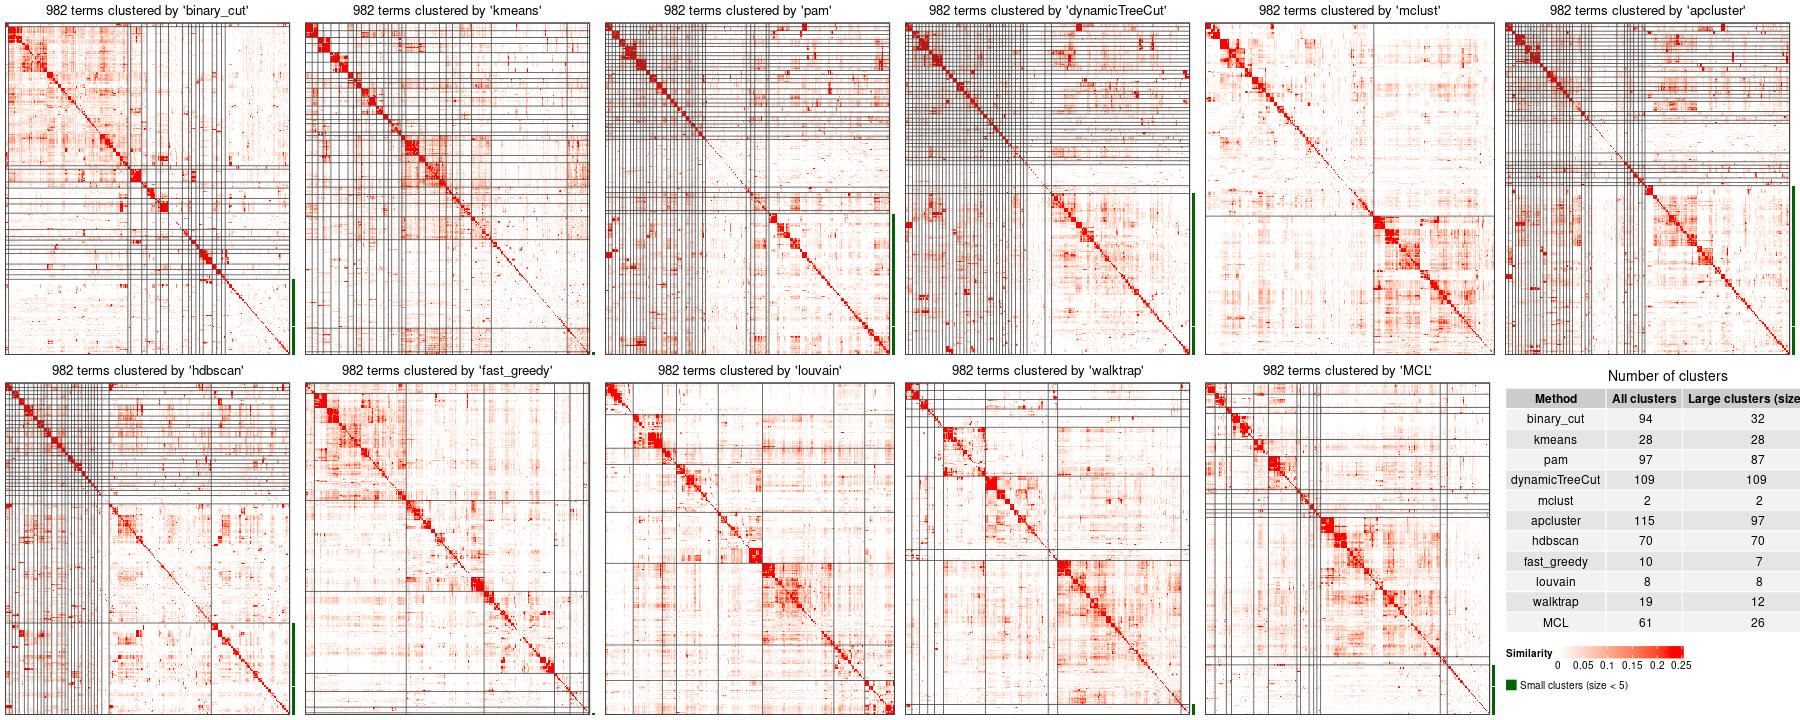 982 terms clustered by 'binary_cut'
982 terms clustered by 'kmeans'
982 terms clustered by 'pam'
982 terms clustered by 'dynamicTreeCut'
982 terms clustered by 'mclust'
982 terms clustered by 'apcluster'
982 terms clustered by 'hdbscan'
982 terms clustered by 'fast_greedy'
982 terms clustered by 'louvain'
982 terms clustered by 'walktrap'
982 terms clustered by 'MCL'
Number of clusters
Method All clusters Large clusters (size
binary_cut 94 32
kmeans 28 28
pam 97 87
dynamicTreeCut 109 109
mclust 2 2
apcluster 115 97
hdbscan 70 70
fast_greedy 10 7
louvain 8 8
walktrap 19 12
MCL 61 26
Similarity
0 0.05 0.1 0.15 0.2 0.25
Small clusters (size < 5)